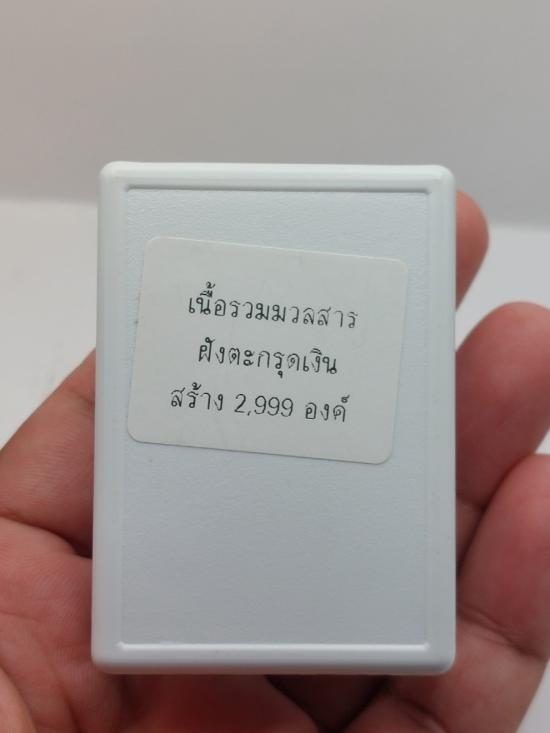 เนื้อรวมมวลสาร
ฝังตะกรุดเงิน
สร้าง 2,999 องค์